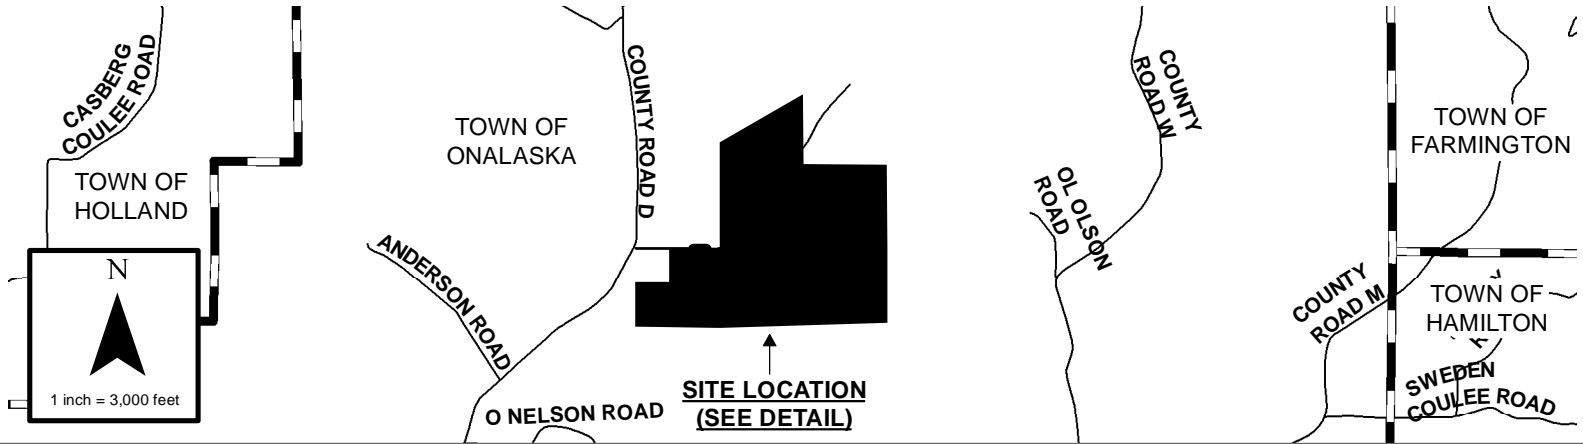 CASBERG
COULEE ROAD
TOWN OF
HOLLAND
N
1 inch = 3,000 feet
TOWN OF
ONALASKA
COUNTY ROAD D
ANDERSON ROAD
O NELSON ROAD
SITE LOCATION
(SEE DETAIL)
COUNTY
ROAD W
OL OLSON
ROAD
TOWN OF
FARMINGTON
COUNTY
ROAD M
TOWN OF
HAMILTON
SWEDEN
COULEE ROAD